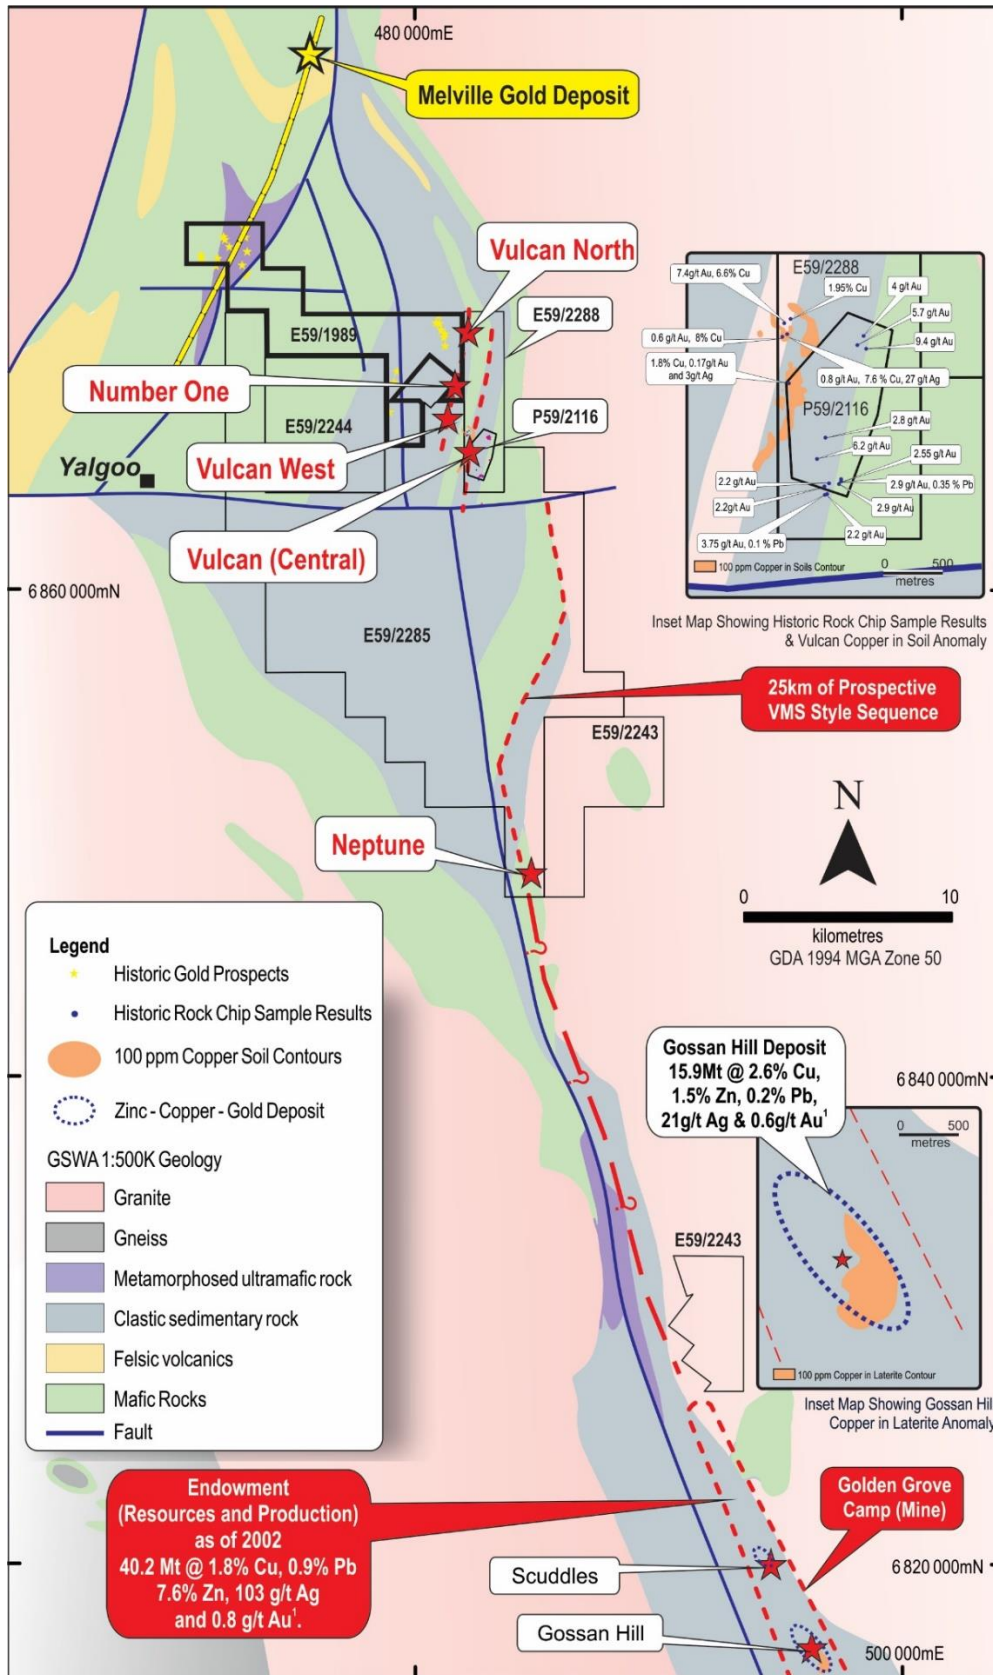 480 000mE
Melville Gold Deposit
Vulcan North
E59/2288
E59/1989
Number One
E59/2244
P59/2116
Vulcan West
Yalgoo
Vulcan (Central)
6 860 000mN
E59/2285
E59/2288
7.4g/t Au, 6.6% Cu
1.95% Cu
4 g/t Au
5.7 g/t Au
0.6 g/t Au, 8% Cu
9.4 g/t Au
1.8% Cu, 0.17g/t Au
and 3g/t Ag
0.8 g/t Au, 7.6 % Cu, 27 g/t Ag
P59/2116
2.8 g/t Au
6.2 g/t Au
2.55 g/t Au
2.2 g/t Au
2.9 g/t Au, 0.35 % Pb
2.2g/t Au
2.9 g/t Au
3.75 g/t Au, 0.1 % Pb
2.2 g/t Au
100 ppm Copper in Soils Contour
0 500
metres
Inset Map Showing Historic Rock Chip Sample Results
& Vulcan Copper in Soil Anomaly
25km of Prospective
VMS Style Sequence
E59/2243
Neptune
N
0 10
kilometres
GDA 1994 MGA Zone 50
Legend
Historic Gold Prospects
Historic Rock Chip Sample Results
100 ppm Copper Soil Contours
Zinc - Copper - Gold Deposit
GSWA 1:500K Geology
Granite
Gneiss
Metamorphosed ultramafic rock
Clastic sedimentary rock
Felsic volcanics
Mafic Rocks
Fault
?
?
?
Gossan Hill Deposit
15.9Mt @ 2.6% Cu,
1.5% Zn, 0.2% Pb,
21g/t Ag & 0.6g/t Au¹
6 840 000mN
0 500
metres
100 ppm Copper in Laterite Contour
Inset Map Showing Gossan Hil
Copper in Laterite Anomaly
E59/2243
Endowment
(Resources and Production)
as of 2002
40.2 Mt @ 1.8% Cu, 0.9% Pb
7.6% Zn, 103 g/t Ag
and 0.8 g/t Au¹.
Golden Grove
Camp (Mine)
Scuddles
6 820 000mN
Gossan Hill
500 000mE